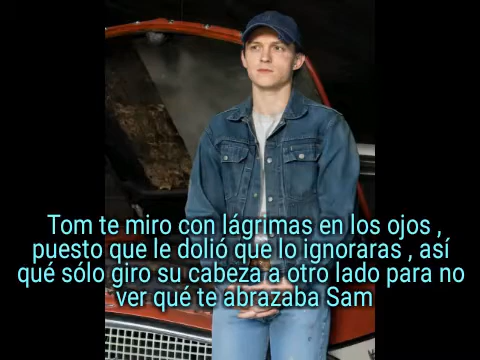 Tom te miro con lágrimas en los ojos ,
puesto que le dolió que lo ignoraras , así
qué sólo giro su cabeza a otro lado para no
ver qué te abrazaba Sam